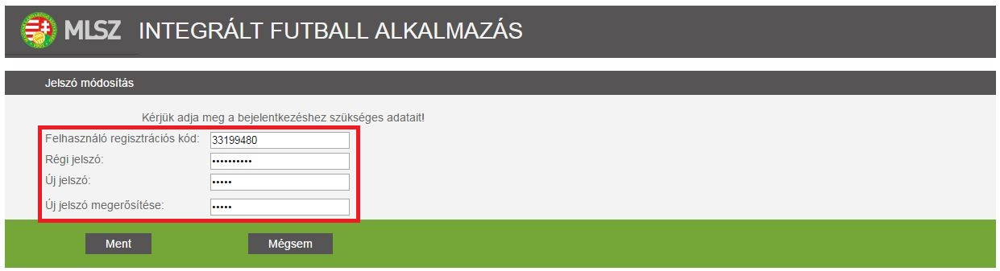 MLSZ INTEGRÁLT FUTBALL ALKALMAZÁS
Jelszó módosítás
Kérjük adja meg a bejelentkezéshez szükséges adatait!
Felhasználó regisztrációs kód: 33199480
Régi jelszó: ••••••••••
Új jelszó: •••••
Új jelszó megerősítése: •••••
Ment Mégsem